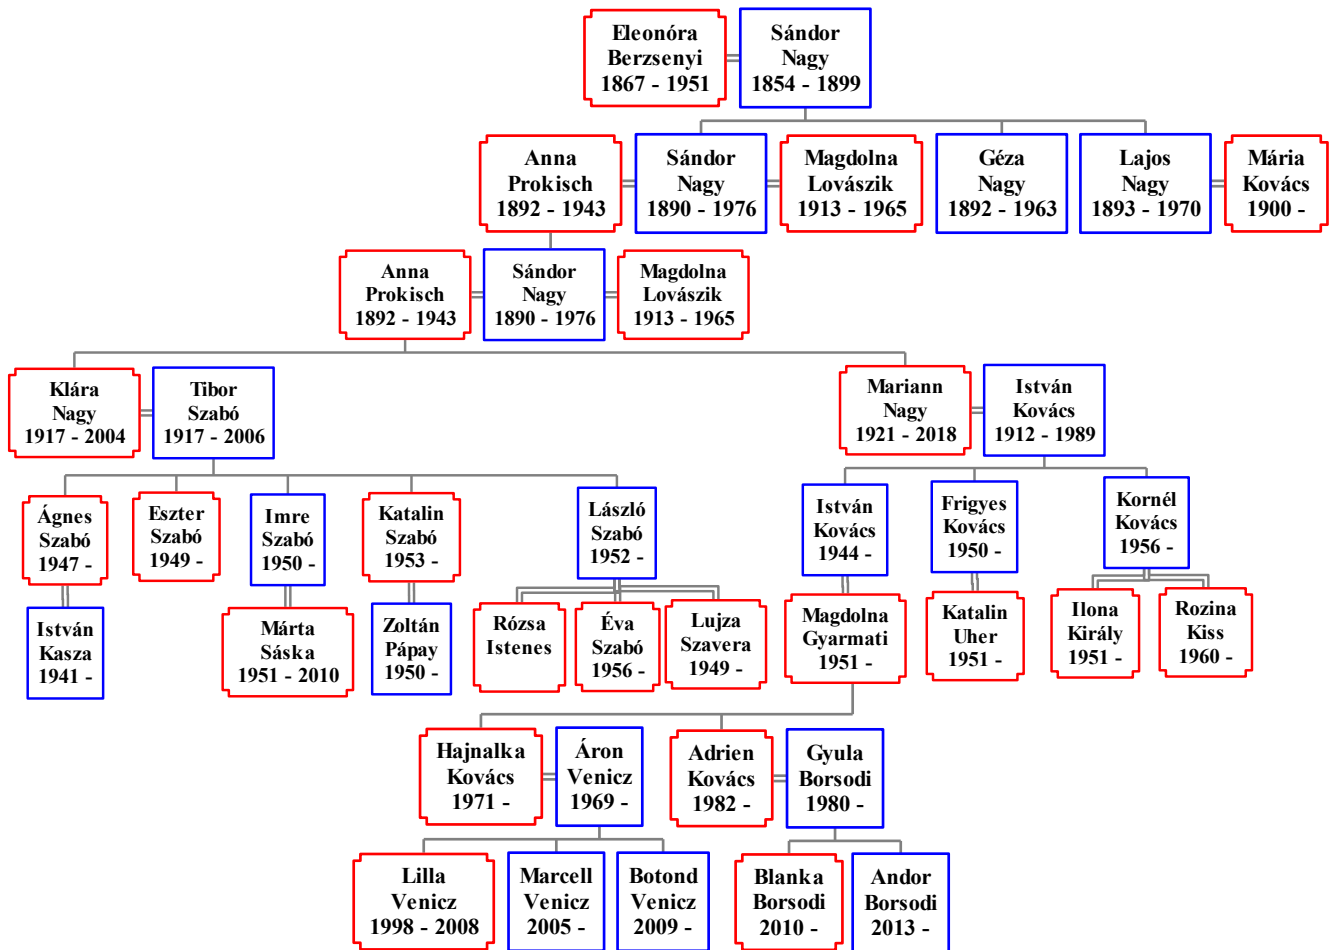 Eleonóra
Berzsenyi
1867 - 1951
Sándor
Nagy
1854 - 1899
Anna
Prokisch
1892 - 1943
Sándor
Nagy
1890 - 1976
Magdolna
Lovászik
1913 - 1965
Géza
Nagy
1892 - 1963
Lajos
Nagy
1893 - 1970
Mária
Kovács
1900 -
Anna
Prokisch
1892 - 1943
Sándor
Nagy
1890 - 1976
Magdolna
Lovászik
1913 - 1965
Klára
Nagy
1917 - 2004
Tibor
Szabó
1917 - 2006
Mariann
Nagy
1921 - 2018
István
Kovács
1912 - 1989
Ágnes
Szabó
1947 -
Eszter
Szabó
1949 -
Imre
Szabó
1950 -
Katalin
Szabó
1953 -
László
Szabó
1952 -
István
Kovács
1944 -
Frigyes
Kovács
1950 -
Kornél
Kovács
1956 -
István
Kasza
1941 -
Márta
Sáska
1951 - 2010
Zoltán
Pápay
1950 -
Rózsa
Istenes
Éva
Szabó
1956 -
Lujza
Szavera
1949 -
Magdolna
Gyarmati
1951 -
Katalin
Uher
1951 -
Ilona
Király
1951 -
Rozina
Kiss
1960 -
Hajnalka
Kovács
1971 -
Áron
Venicz
1969 -
Adrien
Kovács
1982 -
Gyula
Borsodi
1980 -
Lilla
Venicz
1998 - 2008
Marcell
Venicz
2005 -
Botond
Venicz
2009 -
Blanka
Borsodi
2010 -
Andor
Borsodi
2013 -